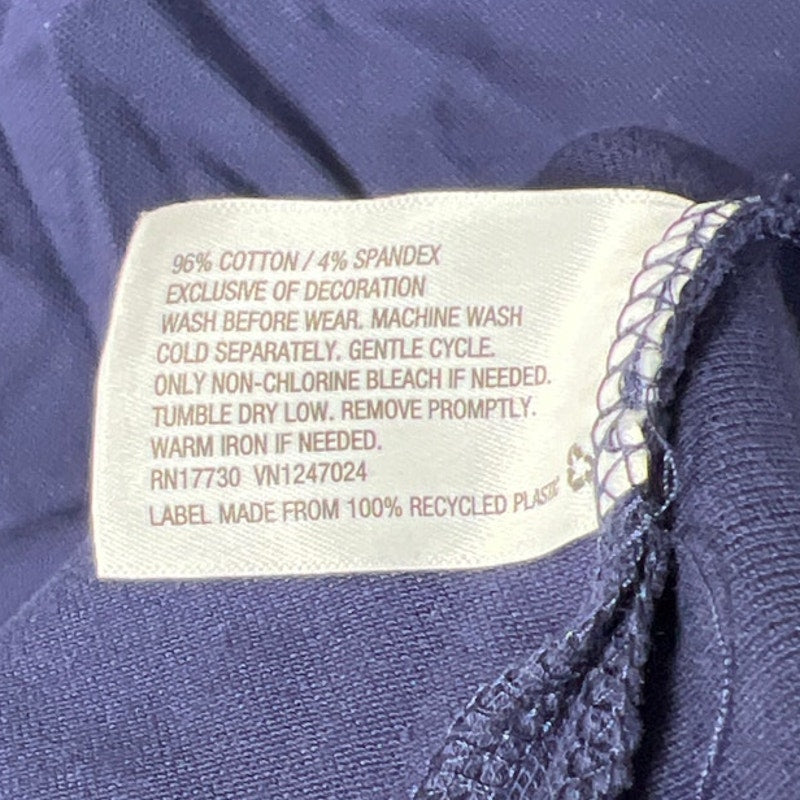 96% COTTON / 4% SPANDEX
EXCLUSIVE OF DECORATION
WASH BEFORE WEAR. MACHINE WASH
COLD SEPARATELY. GENTLE CYCLE.
ONLY NON-CHLORINE BLEACH IF NEEDED.
TUMBLE DRY LOW. REMOVE PROMPTLY.
WARM IRON IF NEEDED.
RN17730 VN1247024
LABEL MADE FROM 100% RECYCLED PLASTIC